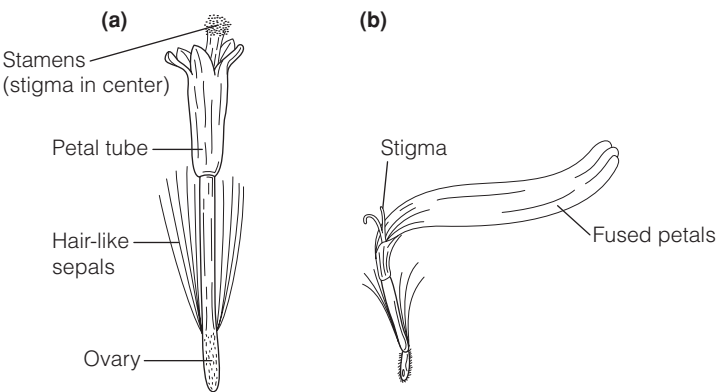 (a)
Stamens
(stigma in center)
Petal tube
Hair-like
sepals
Ovary
(b)
Stigma
Fused petals